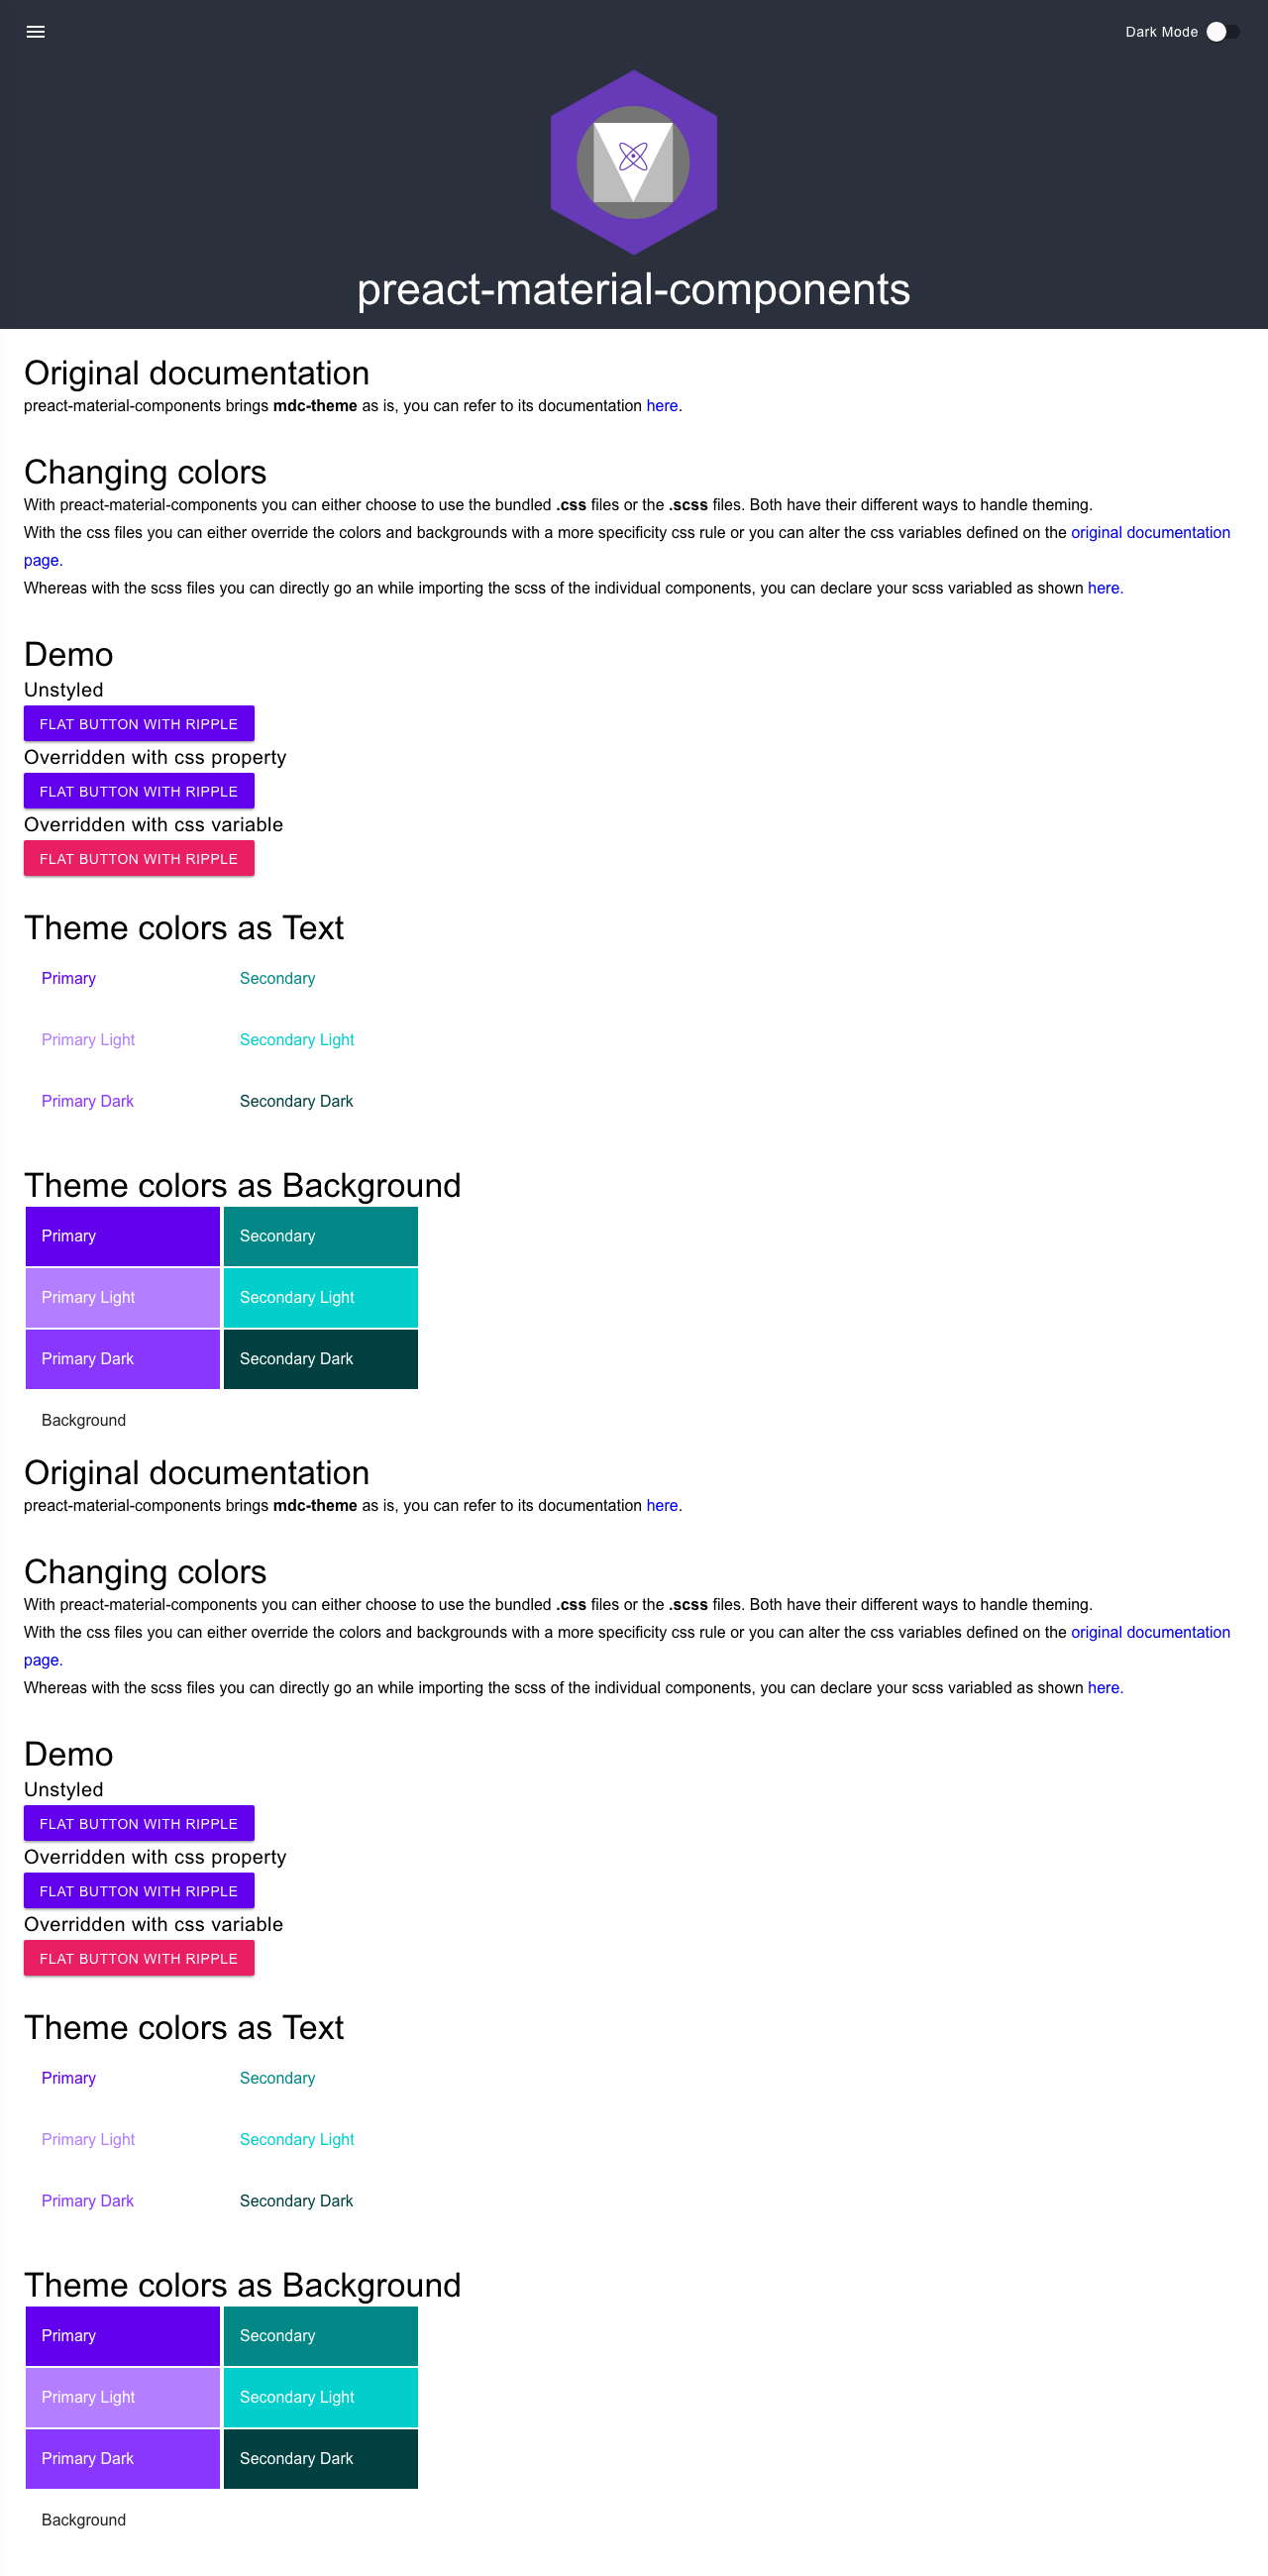 Dark Mode
preact-material-components
Original documentation
preact-material-components brings mdc-theme as is, you can refer to its documentation here.
Changing colors
With preact-material-components you can either choose to use the bundled .css files or the .scss files. Both have their different ways to handle theming.
With the css files you can either override the colors and backgrounds with a more specificity css rule or you can alter the css variables defined on the original documentation
page.
Whereas with the scss files you can directly go an while importing the scss of the individual components, you can declare your scss variabled as shown here.
Demo
Unstyled
FLAT BUTTON WITH RIPPLE
Overridden with css property
FLAT BUTTON WITH RIPPLE
Overridden with css variable
FLAT BUTTON WITH RIPPLE
Theme colors as Text
Primary Secondary
Primary Light Secondary Light
Primary Dark Secondary Dark
Theme colors as Background
Primary Secondary
Primary Light Secondary Light
Primary Dark Secondary Dark
Background
Original documentation
preact-material-components brings mdc-theme as is, you can refer to its documentation here.
Changing colors
With preact-material-components you can either choose to use the bundled .css files or the .scss files. Both have their different ways to handle theming.
With the css files you can either override the colors and backgrounds with a more specificity css rule or you can alter the css variables defined on the original documentation
page.
Whereas with the scss files you can directly go an while importing the scss of the individual components, you can declare your scss variabled as shown here.
Demo
Unstyled
FLAT BUTTON WITH RIPPLE
Overridden with css property
FLAT BUTTON WITH RIPPLE
Overridden with css variable
FLAT BUTTON WITH RIPPLE
Theme colors as Text
Primary Secondary
Primary Light Secondary Light
Primary Dark Secondary Dark
Theme colors as Background
Primary Secondary
Primary Light Secondary Light
Primary Dark Secondary Dark
Background